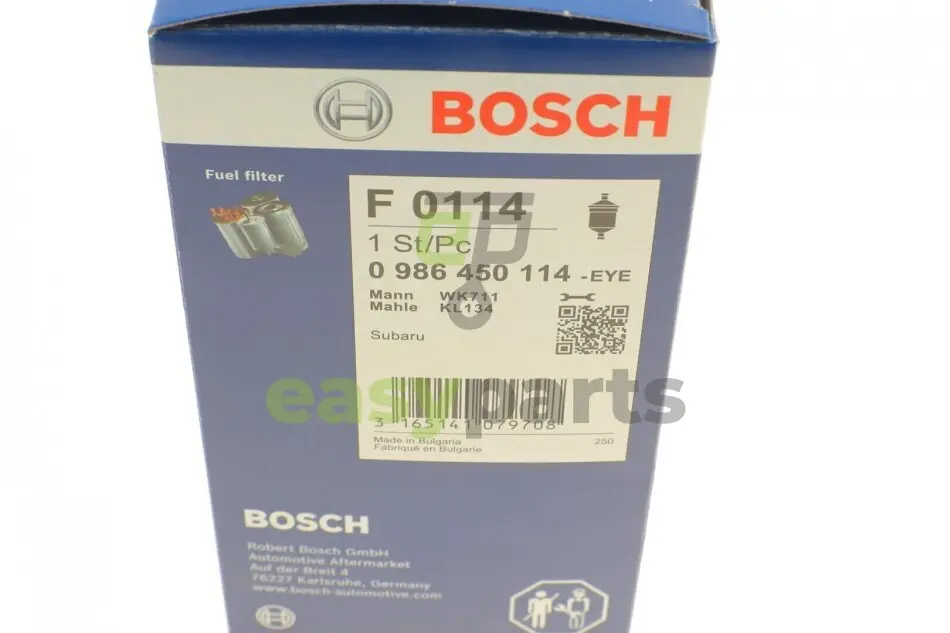 BOSCH
Fuel filter
F 0114
1 St/Pc
0 986 450 114 -EYE
Mann WK711
Mahle KL134
Subaru
easyparts
3 165141 079708
Made in Bulgaria 250
Fabriqué en Bulgarie
BOSCH
Robert Bosch GmbH
Automotive Aftermarket
Auf der Breit 4
76227 Karlsruhe, Germany
www.bosch-automotive.com